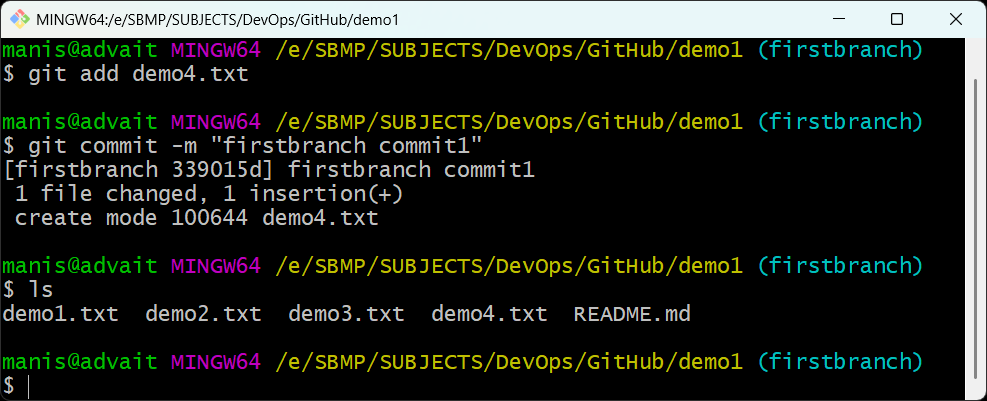 MINGW64:/e/SBMP/SUBJECTS/DevOps/GitHub/demo1
manis@advait MINGW64 /e/SBMP/SUBJECTS/DevOps/GitHub/demo1 (firstbranch)
$ git add demo4.txt
manis@advait MINGW64 /e/SBMP/SUBJECTS/DevOps/GitHub/demo1 (firstbranch)
$ git commit -m "firstbranch commit1"
[firstbranch 339015d] firstbranch commit1
 1 file changed, 1 insertion(+)
 create mode 100644 demo4.txt
manis@advait MINGW64 /e/SBMP/SUBJECTS/DevOps/GitHub/demo1 (firstbranch)
$ ls
demo1.txt  demo2.txt  demo3.txt  demo4.txt  README.md
manis@advait MINGW64 /e/SBMP/SUBJECTS/DevOps/GitHub/demo1 (firstbranch)
$